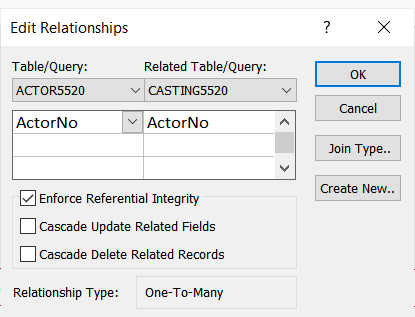 Edit Relationships ?
Table/Query: Related Table/Query:
ACTOR5520 CASTING5520
ActorNo ActorNo
Enforce Referential Integrity
Cascade Update Related Fields
Cascade Delete Related Records
Relationship Type: One-To-Many
OK
Cancel
Join Type..
Create New..